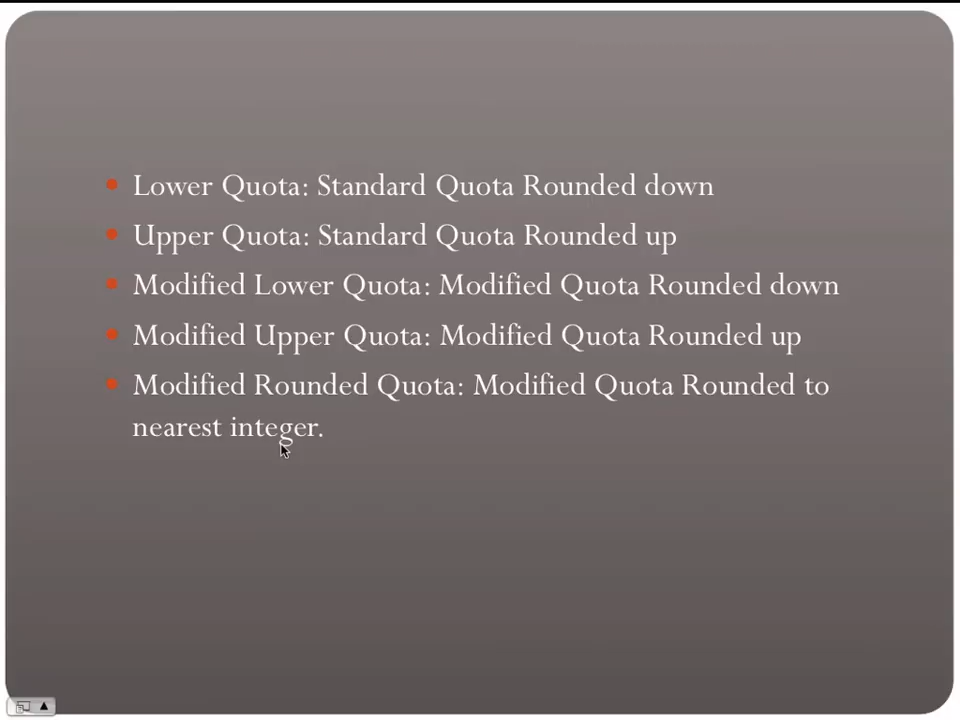 Lower Quota: Standard Quota Rounded down
Upper Quota: Standard Quota Rounded up
Modified Lower Quota: Modified Quota Rounded down
Modified Upper Quota: Modified Quota Rounded up
Modified Rounded Quota: Modified Quota Rounded to
nearest integer.